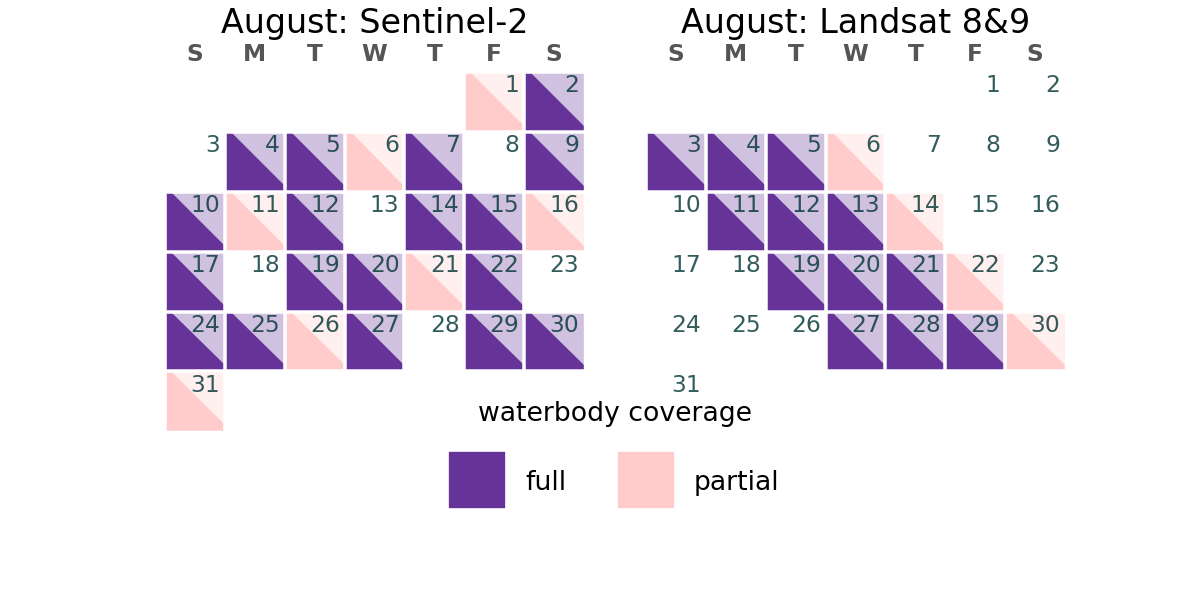 August: Sentinel-2
S M T W T F S
1 2
3 4 5 6 7 8 9
10 11 12 13 14 15 16
17 18 19 20 21 22 23
24 25 26 27 28 29 30
31
August: Landsat 8&9
S M T W T F S
1 2
3 4 5 6 7 8 9
10 11 12 13 14 15 16
17 18 19 20 21 22 23
24 25 26 27 28 29 30
31
waterbody coverage
full partial